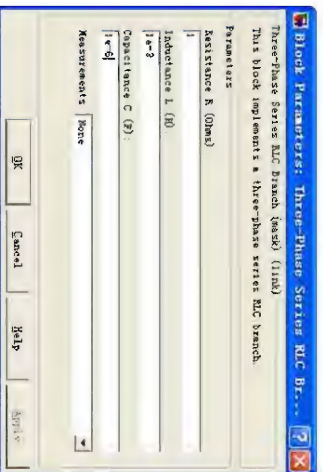 Block Parameters: Three-Phase Series RLC Br...
Three-Phase Series RLC Branch (mask) (link)
This block implements a three-phase series RLC branch.
Parameters
Resistance R (Ohms)
1
Inductance L (H)
1e-3
Capacitance C (F):
1e-6
Measurements None
OK Cancel Help Apply